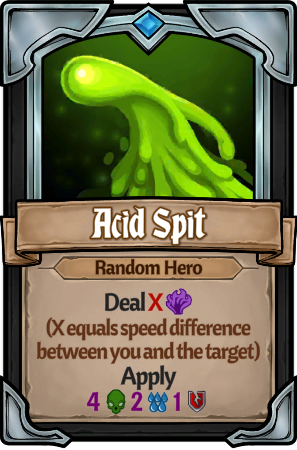 Acid Spit
Random Hero
Deal X
(X equals speed difference
between you and the target)
Apply
4 2 1